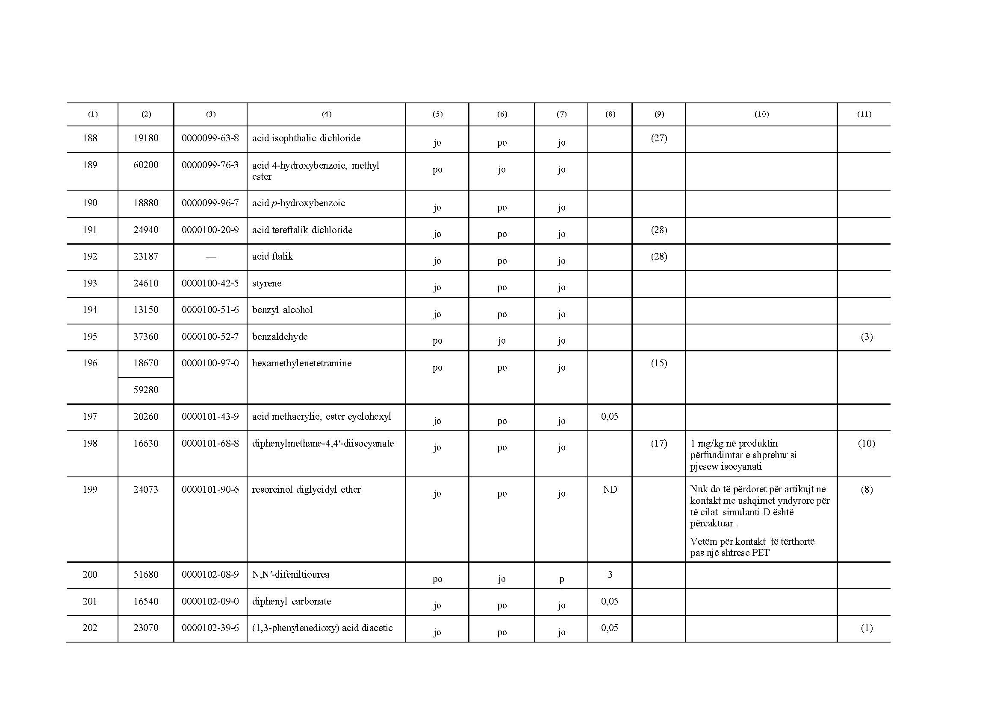 (1) (2) (3) (4) (5) (6) (7) (8) (9) (10) (11)
188 19180 0000099-63-8 acid isophthalic dichloride jo po jo (27)
189 60200 0000099-76-3 acid 4-hydroxybenzoic, methyl
ester po jo jo
190 18880 0000099-96-7 acid p-hydroxybenzoic jo po jo
191 24940 0000100-20-9 acid tereftalik dichloride jo po jo (28)
192 23187 — acid ftalik jo po jo (28)
193 24610 0000100-42-5 styrene jo po jo
194 13150 0000100-51-6 benzyl alcohol jo po jo
195 37360 0000100-52-7 benzaldehyde po jo jo (3)
196 18670 0000100-97-0 hexamethylenetetramine po po jo (15)
59280
197 20260 0000101-43-9 acid methacrylic, ester cyclohexyl jo po jo 0,05
198 16630 0000101-68-8 diphenylmethane-4,4′-diisocyanate jo po jo (17) 1 mg/kg në produktin (10)
përfundimtar e shprehur si
pjesew isocyanati
199 24073 0000101-90-6 resorcinol diglycidyl ether jo po jo ND Nuk do të përdoret për artikujt ne (8)
kontakt me ushqimet yndyrore për
të cilat simulanti D është
përcaktuar .
Vetëm për kontakt të tërthortë
pas një shtrese PET
200 51680 0000102-08-9 N,N′-difeniltiourea po jo p 3
201 16540 0000102-09-0 diphenyl carbonate jo po jo 0,05
202 23070 0000102-39-6 (1,3-phenylenedioxy) acid diacetic jo po jo 0,05 (1)